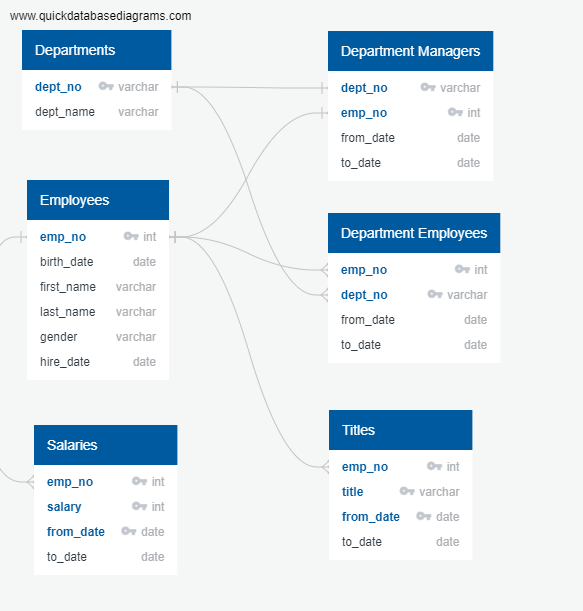 www.quickdatabasediagrams.com
Departments
dept_no varchar
dept_name varchar
Department Managers
dept_no varchar
emp_no int
from_date date
to_date date
Employees
emp_no int
birth_date date
first_name varchar
last_name varchar
gender varchar
hire_date date
Department Employees
emp_no int
dept_no varchar
from_date date
to_date date
Salaries
emp_no int
salary int
from_date date
to_date date
Titles
emp_no int
title varchar
from_date date
to_date date